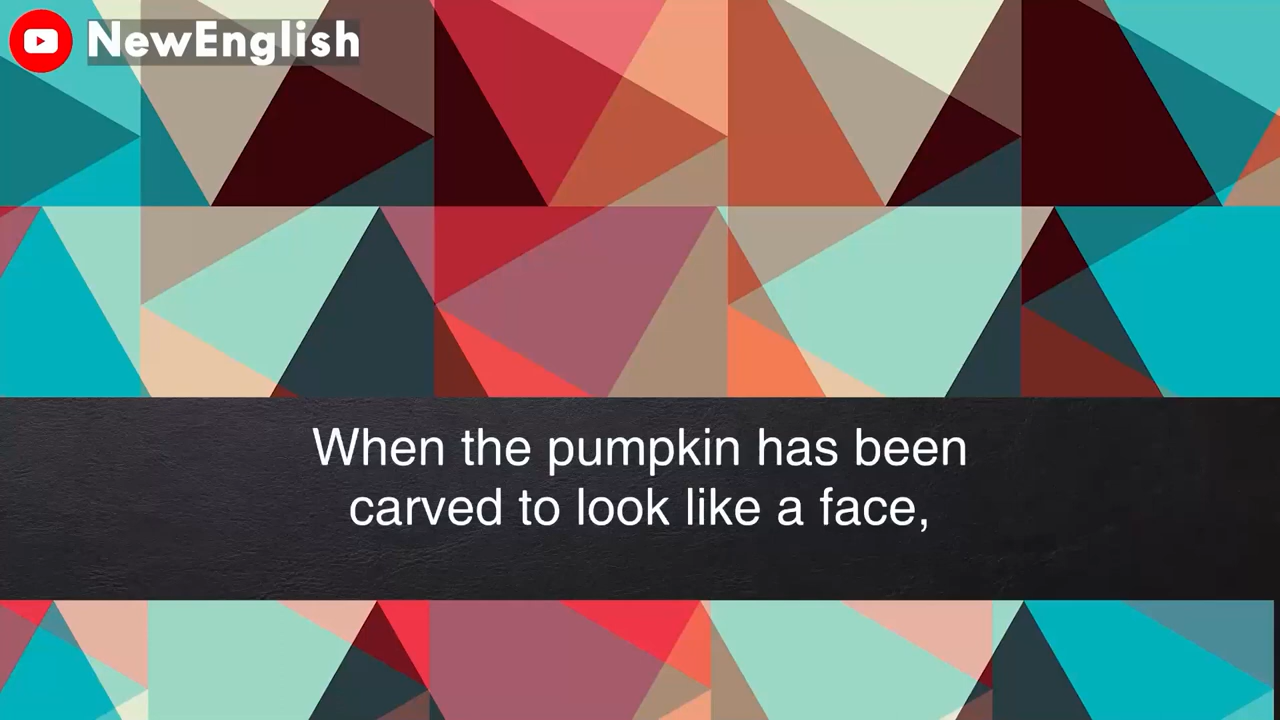 NewEnglish
When the pumpkin has been
carved to look like a face,